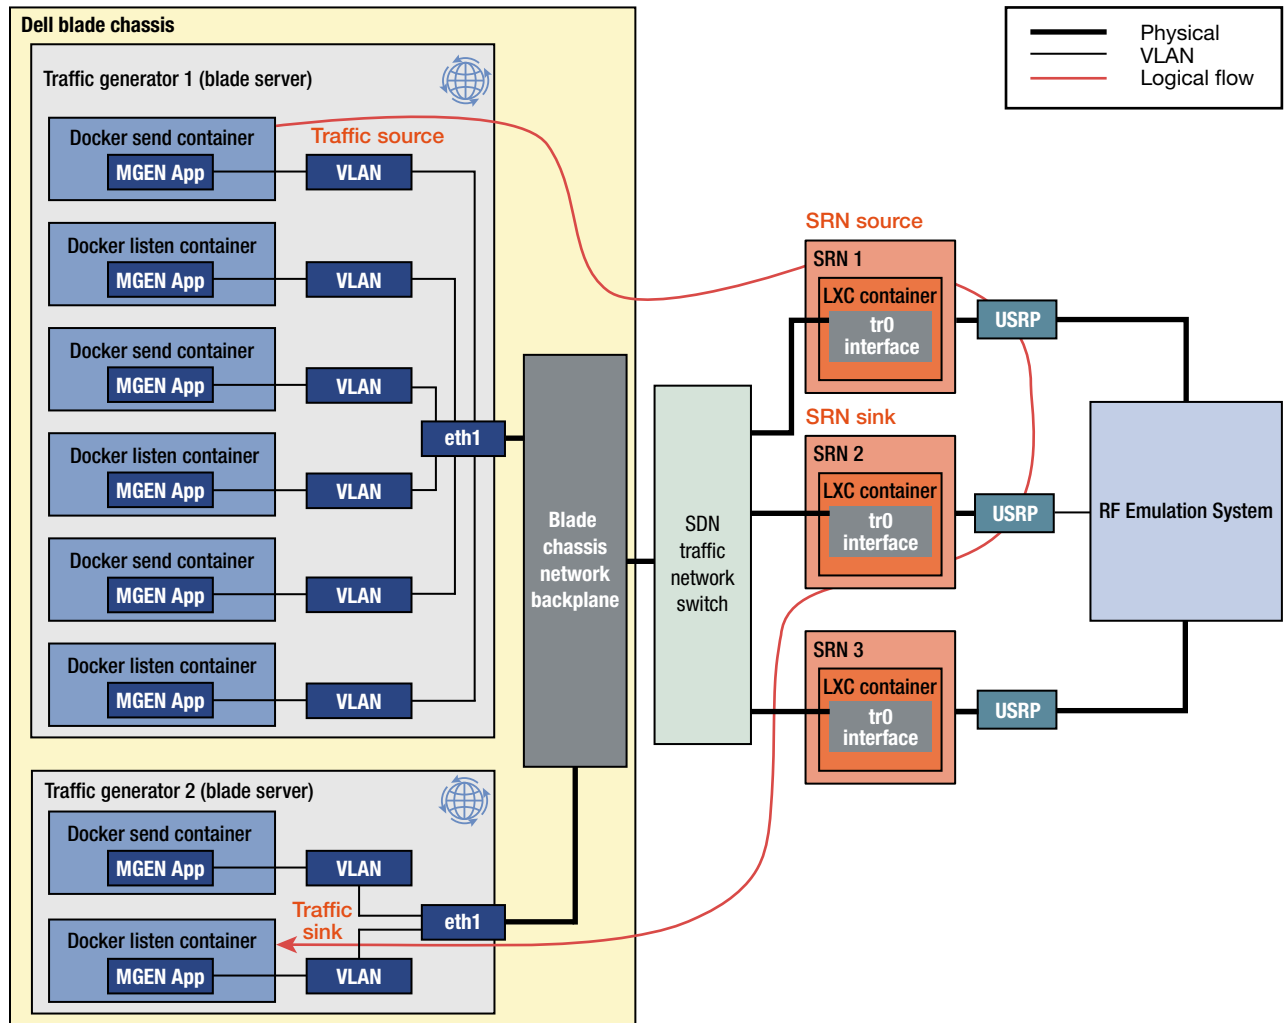 Dell blade chassis
Traffic generator 1 (blade server)
Docker send container
MGEN App
Traffic source
VLAN
Docker listen container
MGEN App
VLAN
Docker send container
MGEN App
VLAN
Docker listen container
MGEN App
VLAN
Docker send container
MGEN App
VLAN
Docker listen container
MGEN App
VLAN
eth1
Traffic generator 2 (blade server)
Docker send container
MGEN App
VLAN
Docker listen container
MGEN App
Traffic
sink
VLAN
eth1
Blade
chassis
network
backplane
SDN
traffic
network
switch
SRN source
SRN 1
LXC container
tr0
interface
USRP
SRN sink
SRN 2
LXC container
tr0
interface
USRP
SRN 3
LXC container
tr0
interface
USRP
RF Emulation System
Physical
VLAN
Logical flow